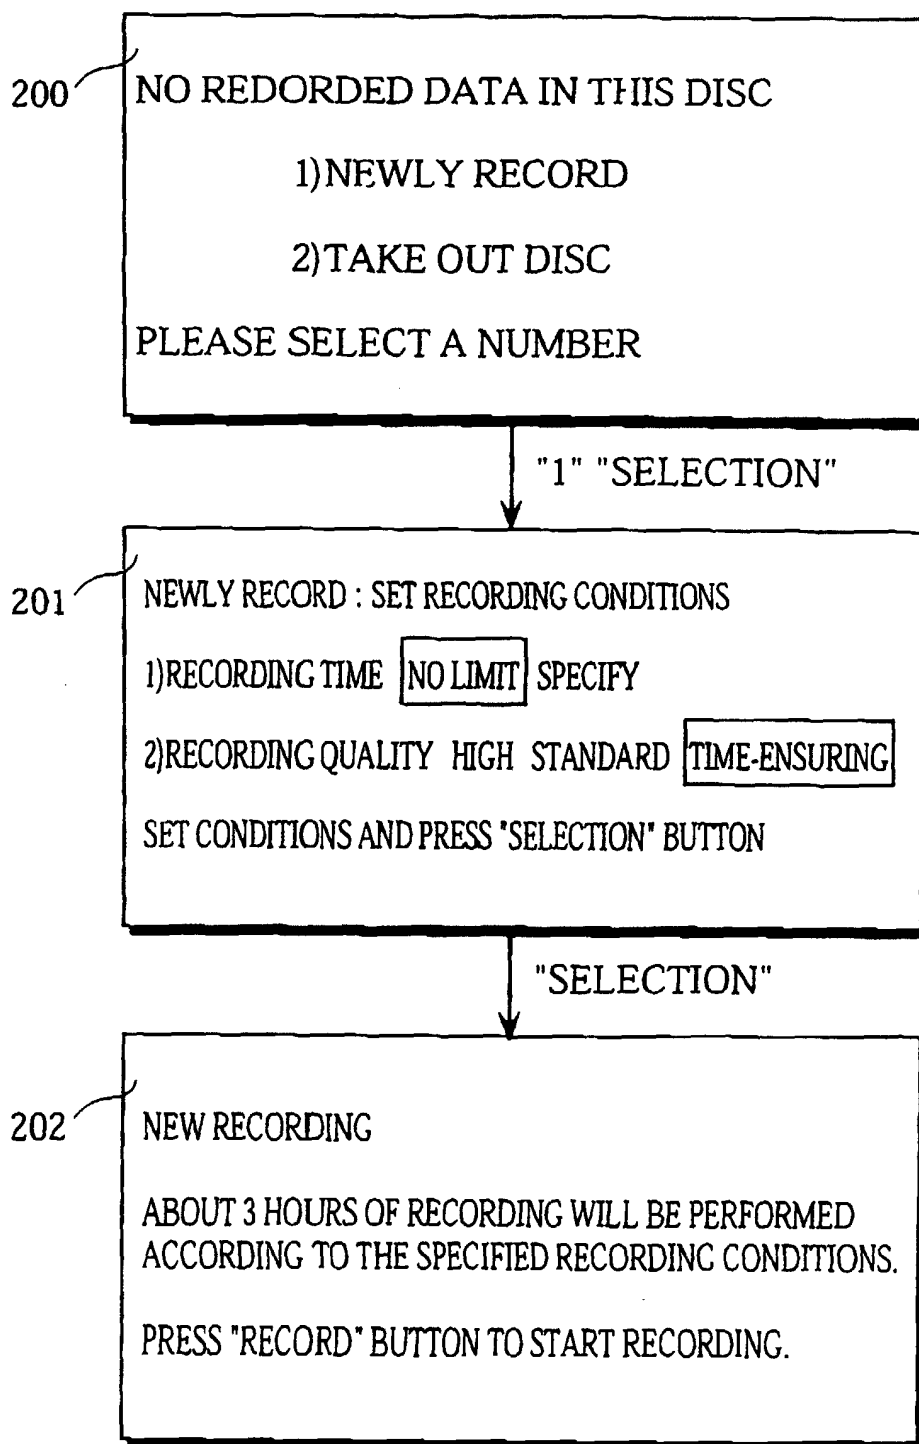 200
NO REDORDED DATA IN THIS DISC
1)NEWLY RECORD
2)TAKE OUT DISC
PLEASE SELECT A NUMBER
"1" "SELECTION"
201
NEWLY RECORD : SET RECORDING CONDITIONS
1)RECORDING TIME NO LIMIT SPECIFY
2)RECORDING QUALITY HIGH STANDARD TIME-ENSURING
SET CONDITIONS AND PRESS "SELECTION" BUTTON
"SELECTION"
202
NEW RECORDING
ABOUT 3 HOURS OF RECORDING WILL BE PERFORMED
ACCORDING TO THE SPECIFIED RECORDING CONDITIONS.
PRESS "RECORD" BUTTON TO START RECORDING.